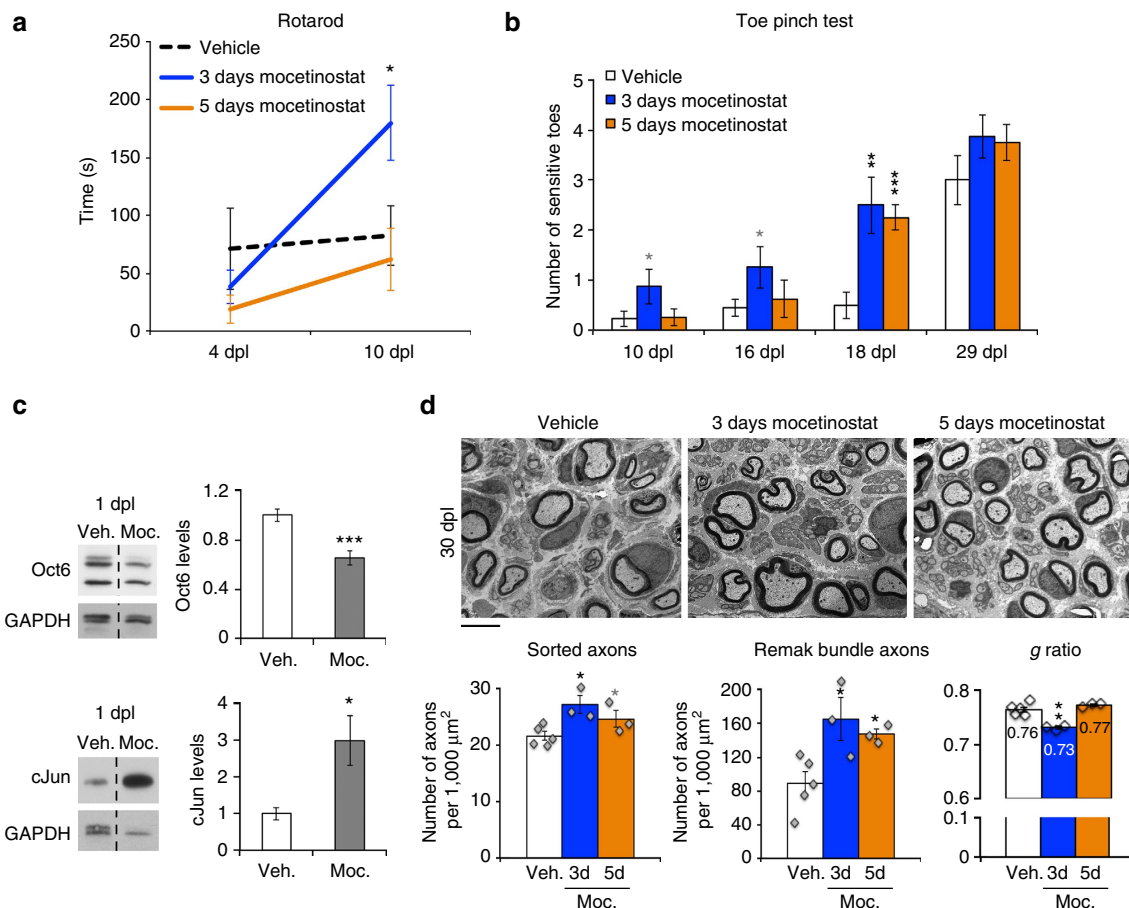 a
Rotarod
250
200
150
100
50
0
Time (s)
Vehicle
3 days mocetinostat
5 days mocetinostat
*
4 dpl
10 dpl
b
Toe pinch test
Vehicle
3 days mocetinostat
5 days mocetinostat
5
4
3
2
1
0
Number of sensitive toes
*
*
**
***
10 dpl
16 dpl
18 dpl
29 dpl
c
1 dpl
Veh. Moc.
Oct6
GAPDH
1.2
0.8
0.4
0
Oct6 levels
***
Veh.
Moc.
1 dpl
Veh. Moc.
cJun
GAPDH
4
3
2
1
0
cJun levels
*
Veh.
Moc.
d
Vehicle
3 days mocetinostat
5 days mocetinostat
30 dpl
Sorted axons
30
20
10
0
Number of axons
per 1,000 μm²
*
*
Veh. 3d 5d
Moc.
Remak bundle axons
200
160
120
80
40
0
Number of axons
per 1,000 μm²
*
*
Veh. 3d 5d
Moc.
g ratio
0.8
0.7
0.6
0.1
0
**
0.76
0.73
0.77
Veh. 3d 5d
Moc.